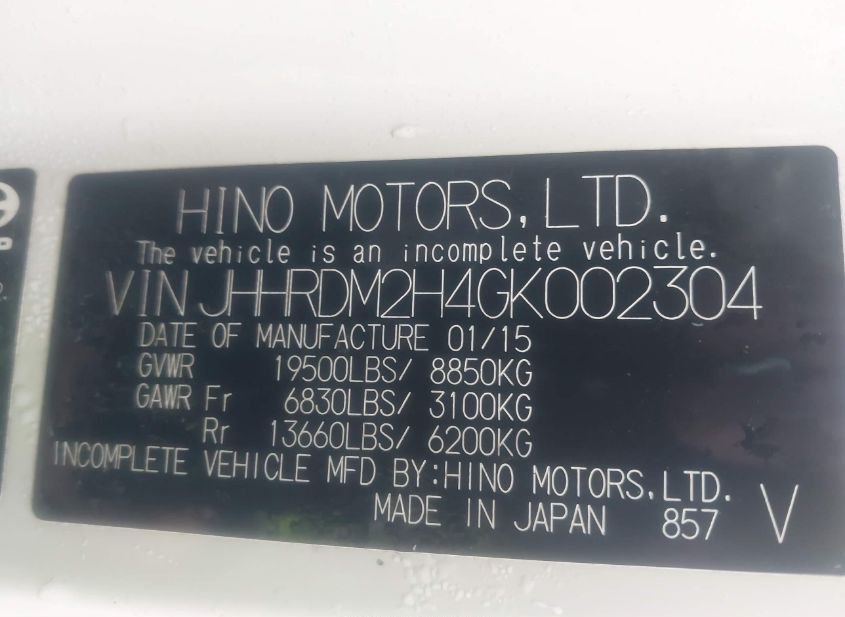 HINO MOTORS, LTD.
The vehicle is an incomplete vehicle.
VIN JHHRDM2H4GK002304
DATE OF MANUFACTURE 01/15
GVWR 19500LBS/ 8850KG
GAWR Fr 6830LBS/ 3100KG
Rr 13660LBS/ 6200KG
INCOMPLETE VEHICLE MFD BY:HINO MOTORS,LTD.
MADE IN JAPAN 857 V